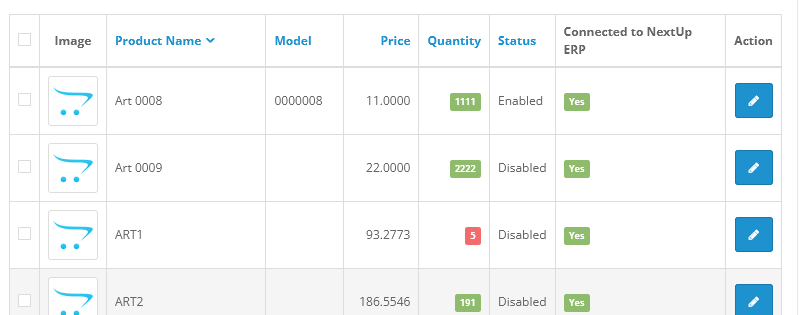 Image Product Name Model Price Quantity Status Connected to NextUp ERP Action
Art 0008 0000008 11.0000 1111 Enabled Yes
Art 0009 22.0000 2222 Disabled Yes
ART1 93.2773 5 Disabled Yes
ART2 186.5546 191 Disabled Yes